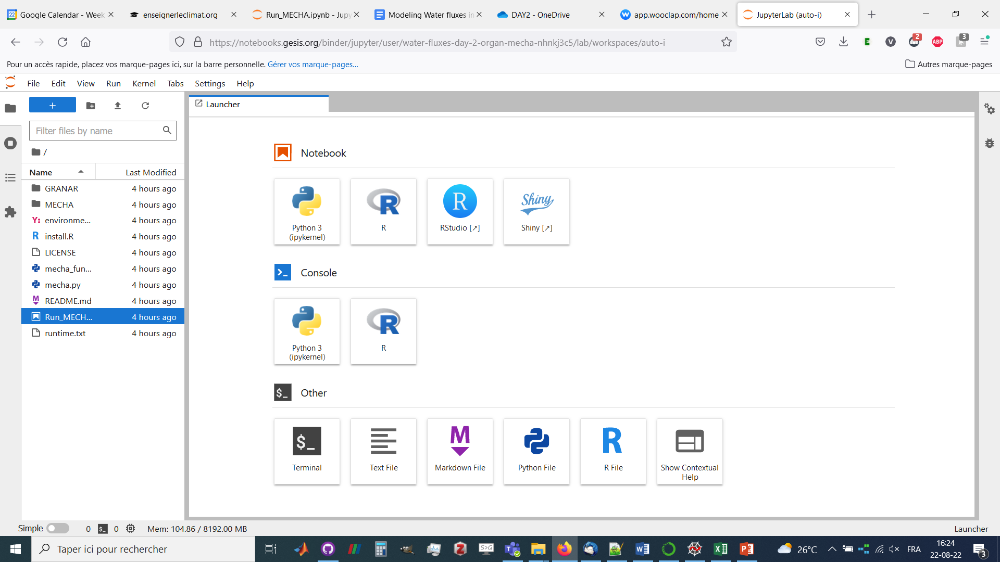 Google Calendar - Week
enseignerleclimat.org
Run_MECHA.ipynb - Jupy
Modeling Water fluxes in
DAY2 - OneDrive
app.wooclap.com/home
JupyterLab (auto-i)
https://notebooks.gesis.org/binder/jupyter/user/water-fluxes-day-2-organ-mecha-nhnkj3c5/lab/workspaces/auto-i
Pour un accès rapide, placez vos marque-pages ici, sur la barre personnelle. Gérer vos marque-pages...
Autres marque-pages
File Edit View Run Kernel Tabs Settings Help
Launcher
Filter files by name
/
Name Last Modified
GRANAR 4 hours ago
MECHA 4 hours ago
environme... 4 hours ago
install.R 4 hours ago
LICENSE 4 hours ago
mecha_fun... 4 hours ago
mecha.py 4 hours ago
README.md 4 hours ago
Run_MECH... 4 hours ago
runtime.txt 4 hours ago
Notebook
Python 3
(ipykernel)
R
RStudio [↗]
Shiny
Shiny [↗]
Console
Python 3
(ipykernel)
R
$_ Other
$_
Terminal
Text File
Markdown File
Python File
R File
Show Contextual
Help
Simple 0 $_ 0 Mem: 104.86 / 8192.00 MB
Launcher
Taper ici pour rechercher
26°C
FRA
16:24
22-08-22
3